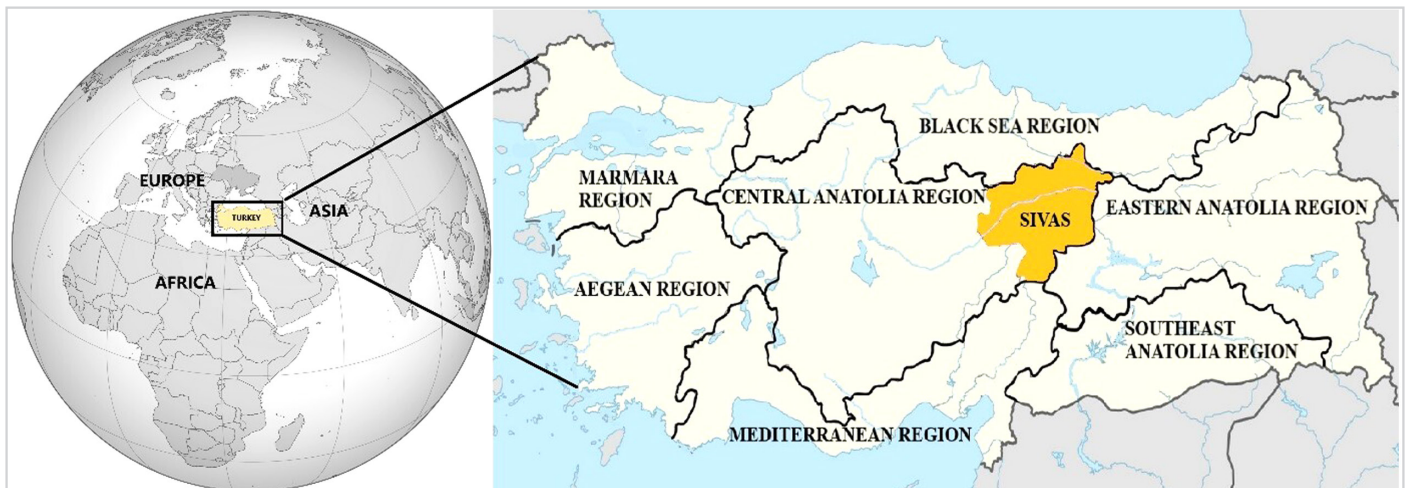 EUROPE
ASIA
TURKEY
AFRICA
BLACK SEA REGION
MARMARA
REGION
CENTRAL ANATOLIA REGION
SIVAS
EASTERN ANATOLIA REGION
AEGEAN REGION
SOUTHEAST
ANATOLIA REGION
MEDITERRANEAN REGION